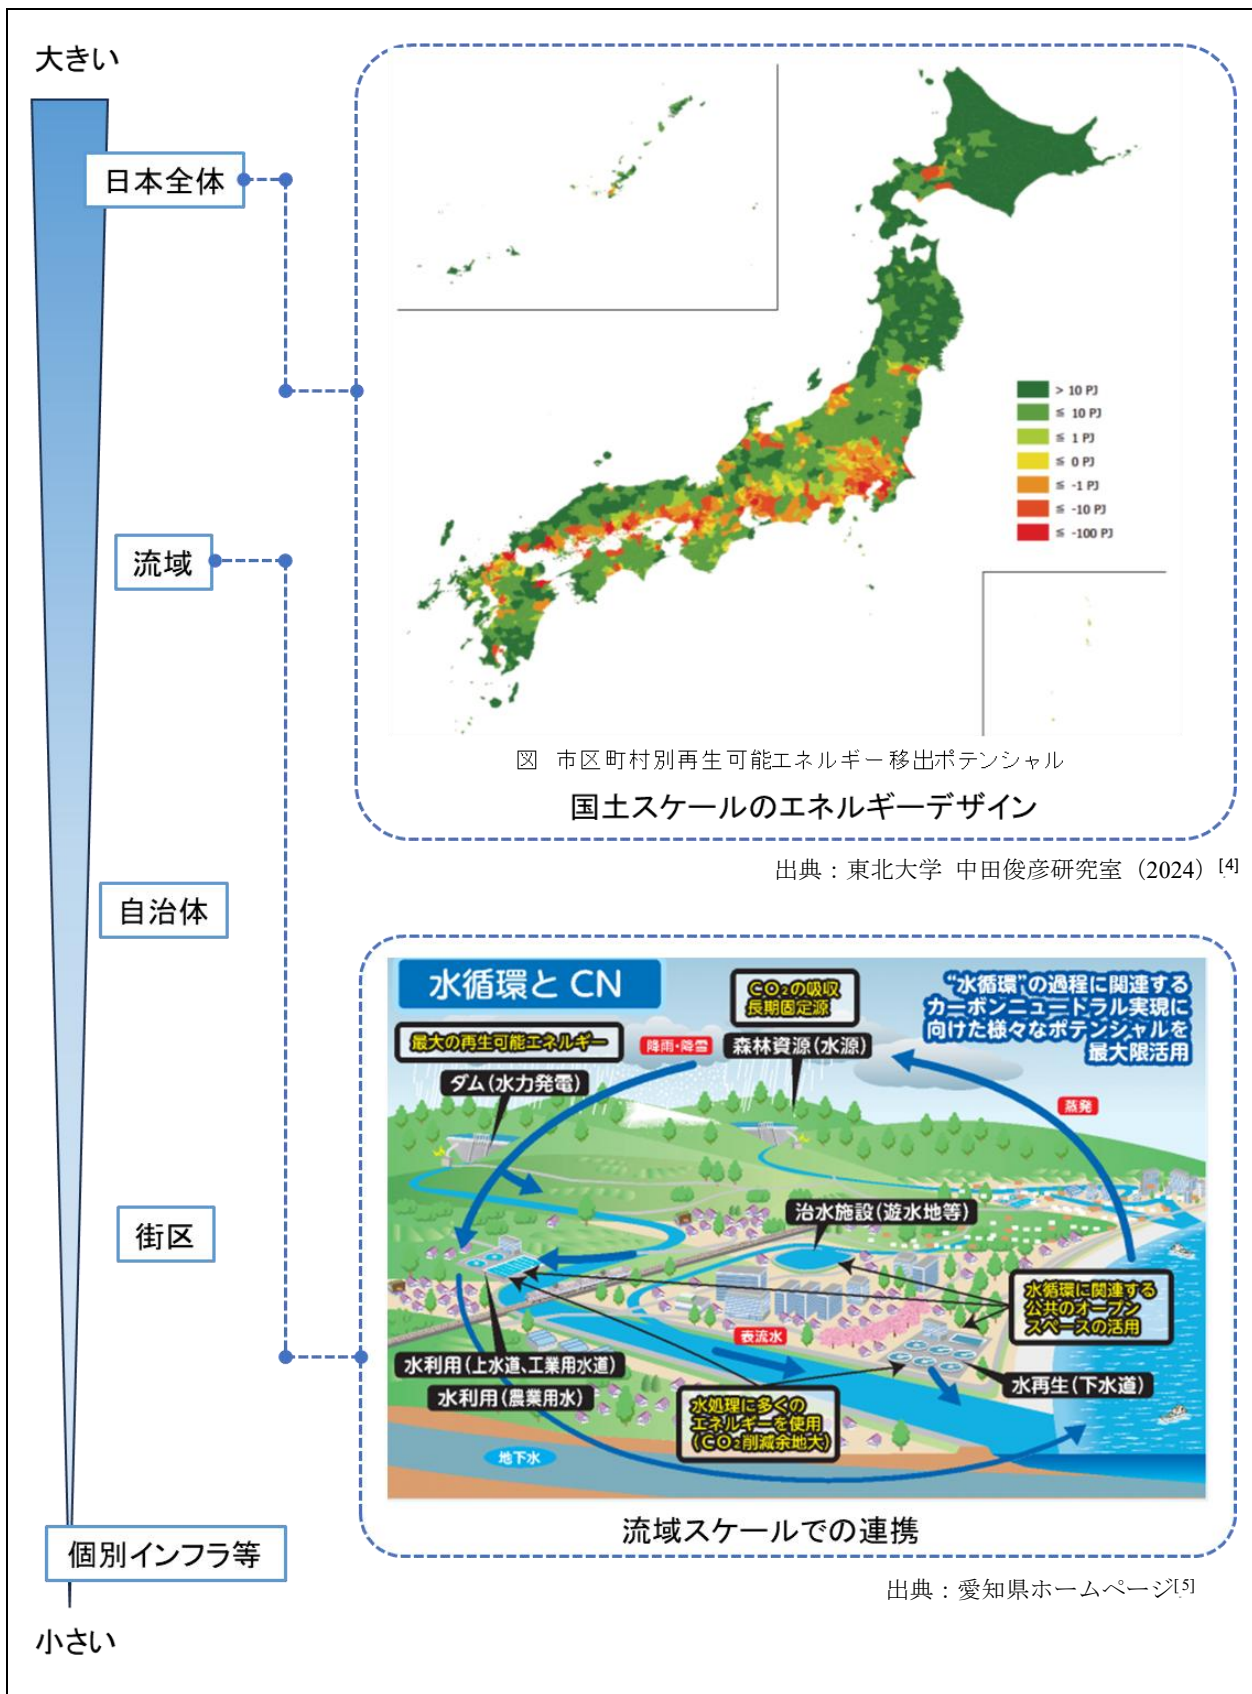 大きい
日本全体
流域
自治体
街区
個別インフラ等
小さい
> 10 PJ
≦ 10 PJ
≦ 1 PJ
≦ 0 PJ
≦ -1 PJ
≦ -10 PJ
≦ -100 PJ
図 市区町村別再生可能エネルギー移出ポテンシャル
国土スケールのエネルギーデザイン
出典：東北大学 中田俊彦研究室（2024）[4]
水循環と CN
CO₂の吸収
長期固定源
"水循環"の過程に関連する
カーボンニュートラル実現に
向けた様々なポテンシャルを
最大限活用
最大の再生可能エネルギー
降雨・降雪
森林資源(水源)
ダム(水力発電)
蒸発
治水施設(遊水地等)
水循環に関連する
公共のオープン
スペースの活用
表流水
水利用(上水道、工業用水道)
水利用(農業用水)
水再生(下水道)
水処理に多くの
エネルギーを使用
(CO₂削減余地大)
地下水
流域スケールでの連携
出典：愛知県ホームページ[5]